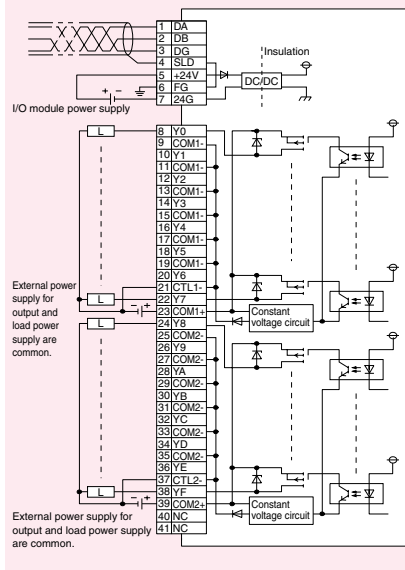 1 DA
2 DB
3 DG
4 SLD
5 +24V
6 FG
7 24G
Insulation
DC/DC
I/O module power supply
8 Y0
9 COM1-
10 Y1
11 COM1-
12 Y2
13 COM1-
14 Y3
15 COM1-
16 Y4
17 COM1-
18 Y5
19 COM1-
20 Y6
21 CTL1-
22 Y7
23 COM1+
24 Y8
25 COM2-
26 Y9
27 COM2-
28 YA
29 COM2-
30 YB
31 COM2-
32 YC
33 COM2-
34 YD
35 COM2-
36 YE
37 CTL2-
38 YF
39 COM2+
40 NC
41 NC
L
L
L
L
External power
supply for
output and
load power
supply are
common.
Constant
voltage circuit
Constant
voltage circuit
External power supply for
output and load power supply
are common.